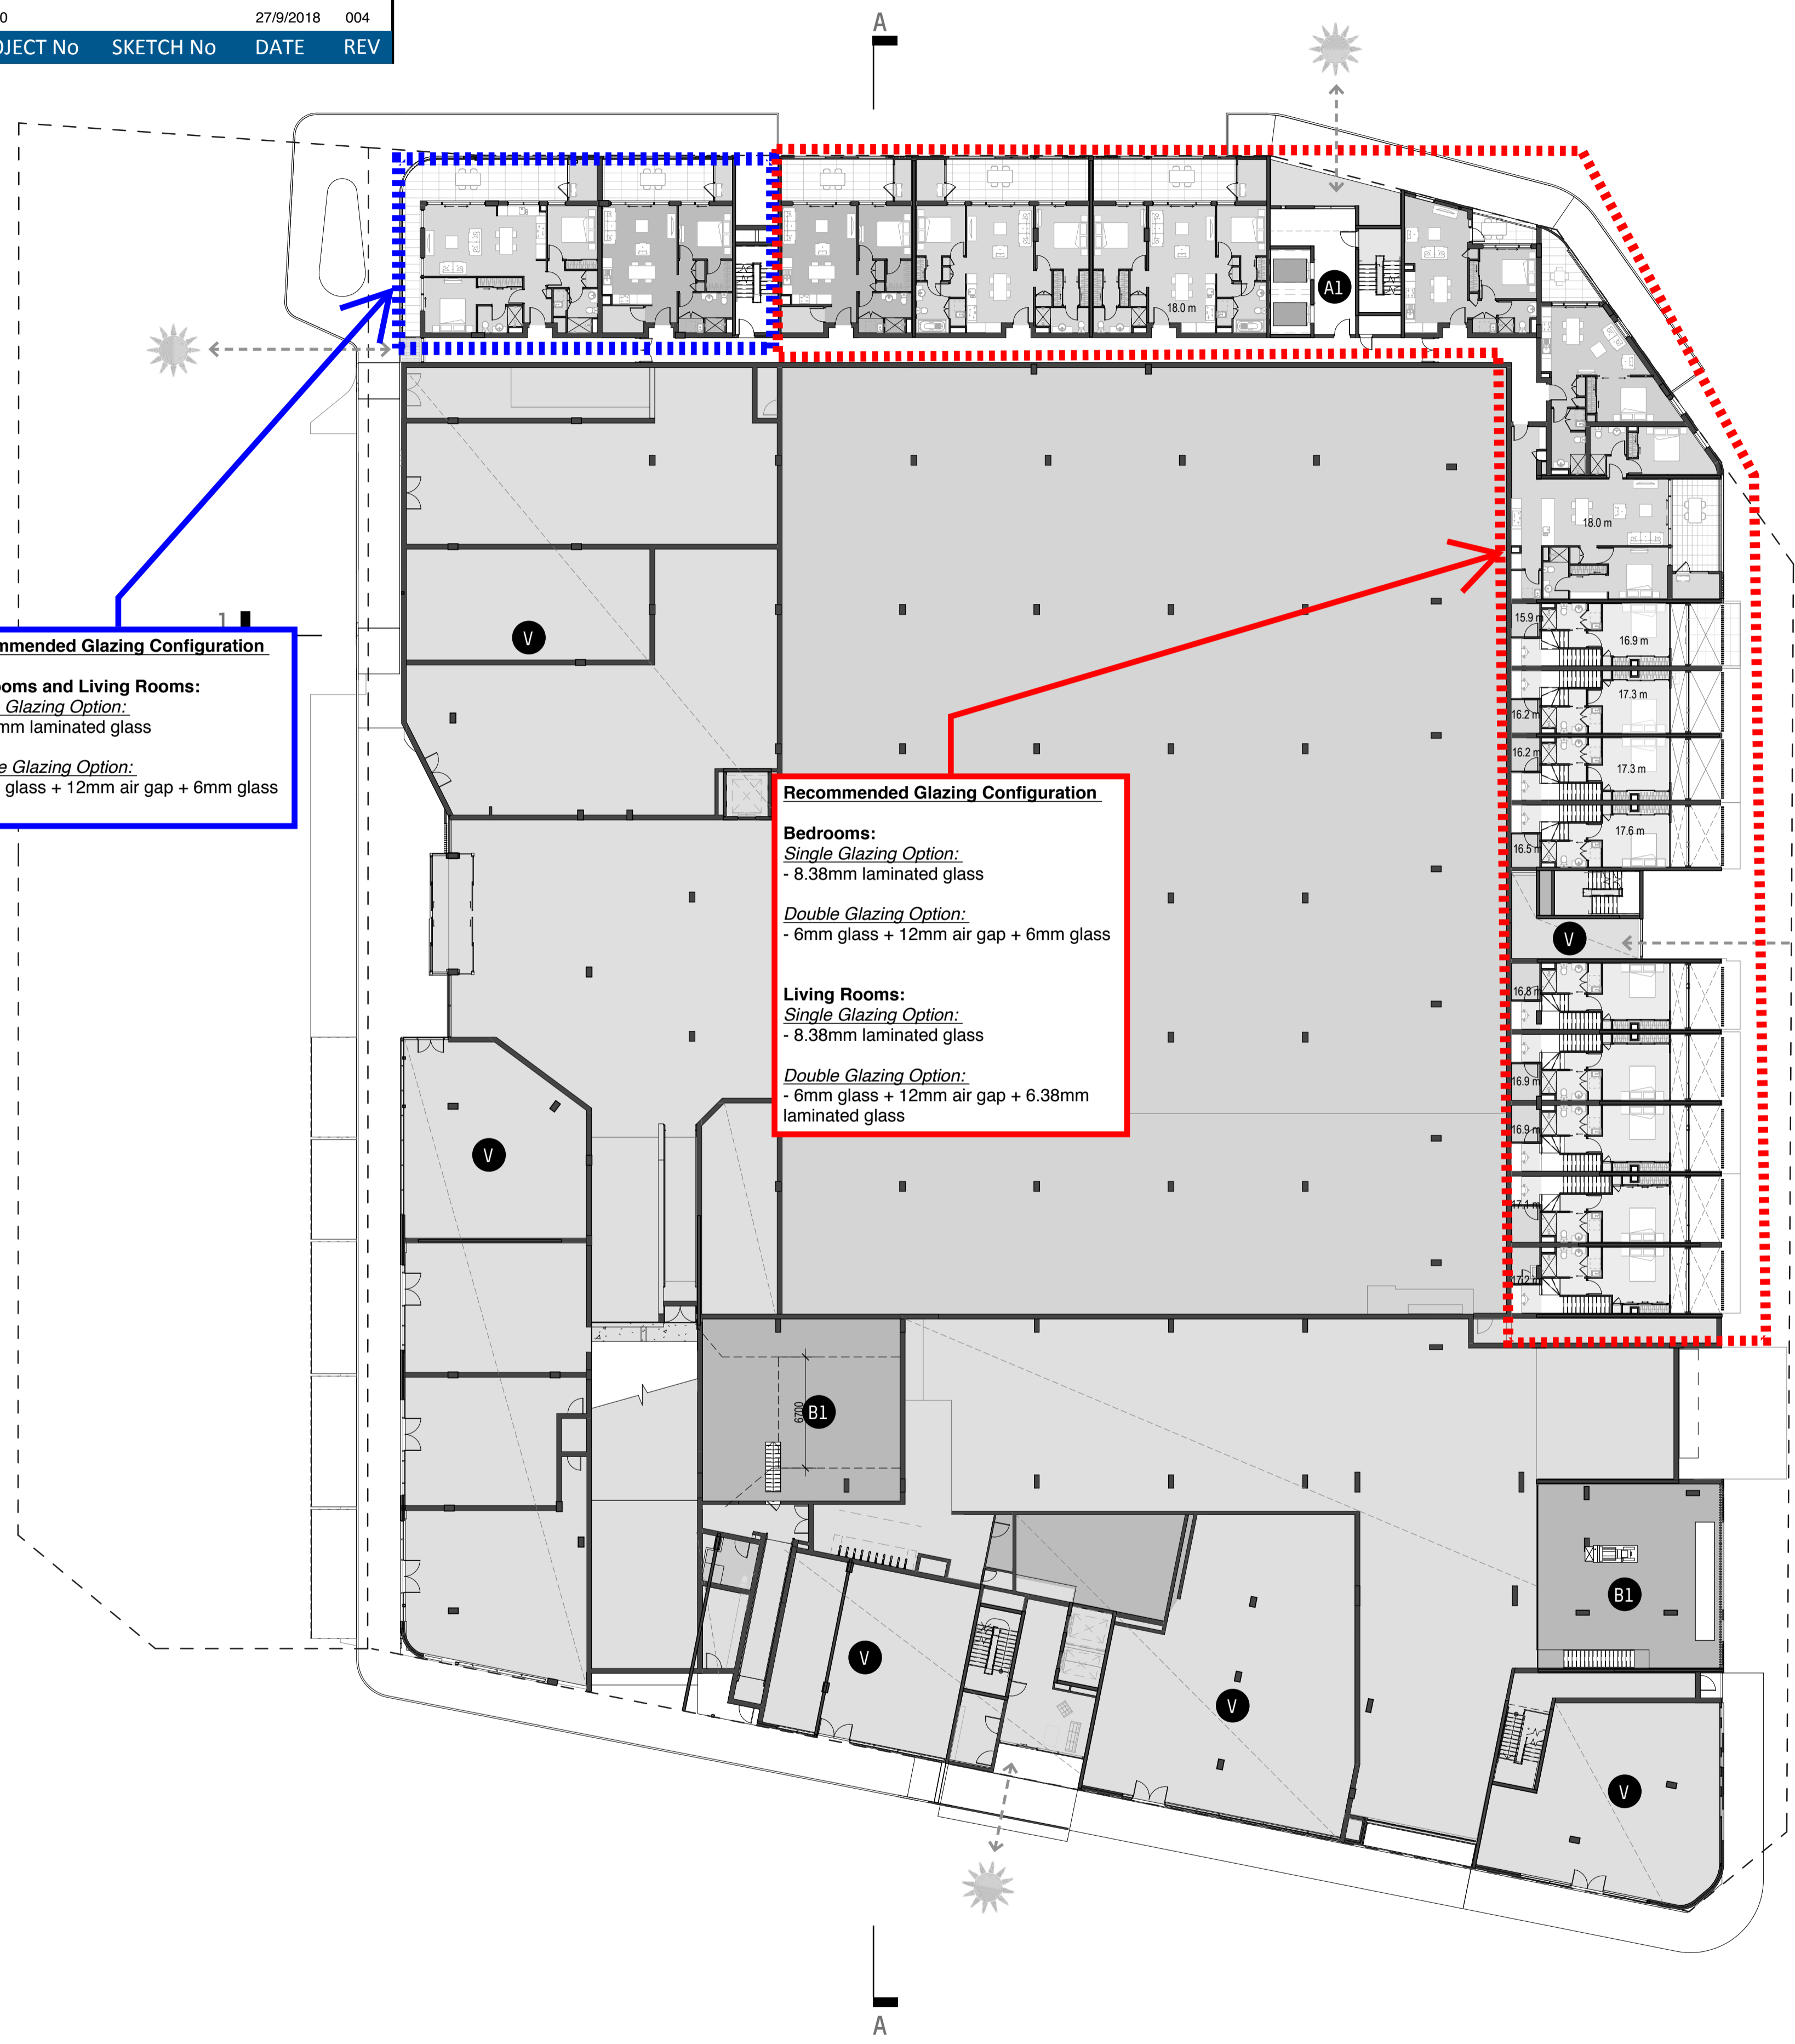 27/9/2018 004
SKETCH No DATE REV
A
A1
18.0 m
18.0 m
15.9 m
16.9 m
17.3 m
16.2 m
16.2 m
17.3 m
17.6 m
16.5 m
1
V
Glazing Configuration
and Living Rooms:
Glazing Option:
laminated glass
Glazing Option:
glass + 12mm air gap + 6mm glass
Recommended Glazing Configuration
Bedrooms:
Single Glazing Option:
- 8.38mm laminated glass
Double Glazing Option:
- 6mm glass + 12mm air gap + 6mm glass
Living Rooms:
Single Glazing Option:
- 8.38mm laminated glass
Double Glazing Option:
- 6mm glass + 12mm air gap + 6.38mm
laminated glass
V
16.8 m
16.9 m
16.9 m
17.1 m
17.2 m
V
6700
B1
B1
V
V
V
A